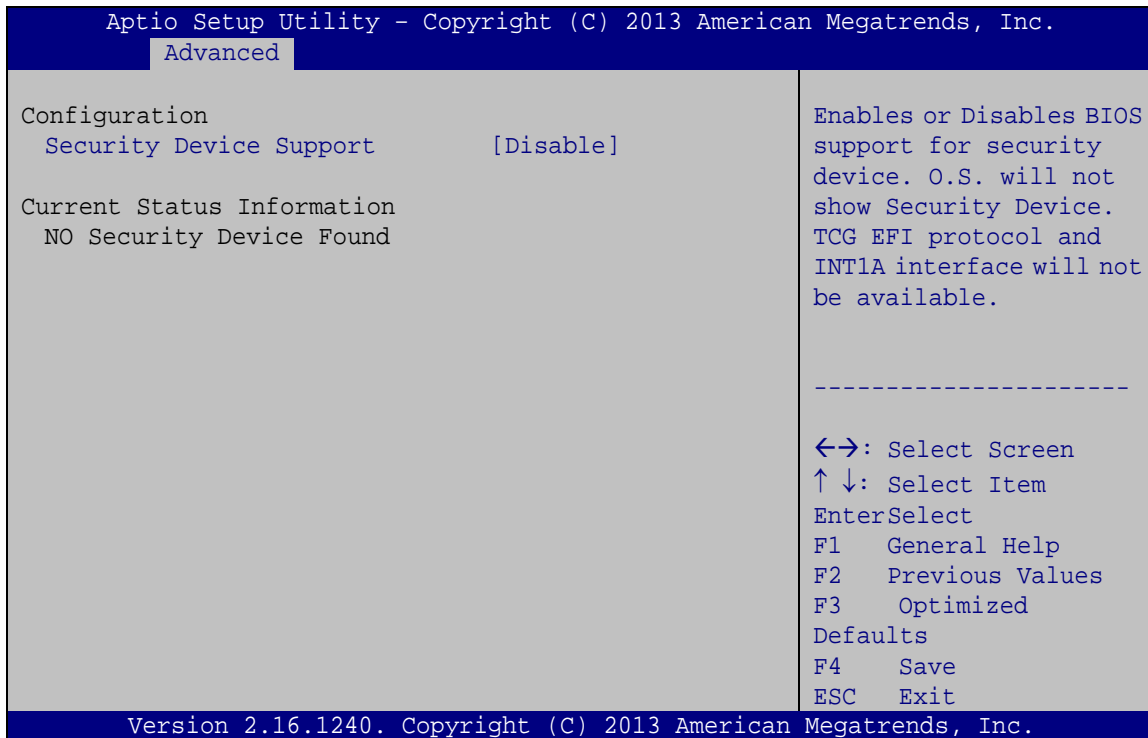 Aptio Setup Utility – Copyright (C) 2013 American Megatrends, Inc.
Advanced
Configuration
Security Device Support [Disable]
Current Status Information
NO Security Device Found
Enables or Disables BIOS
support for security
device. O.S. will not
show Security Device.
TCG EFI protocol and
INT1A interface will not
be available.
----------------------
←→: Select Screen
↑ ↓: Select Item
EnterSelect
F1 General Help
F2 Previous Values
F3 Optimized
Defaults
F4 Save
ESC Exit
Version 2.16.1240. Copyright (C) 2013 American Megatrends, Inc.